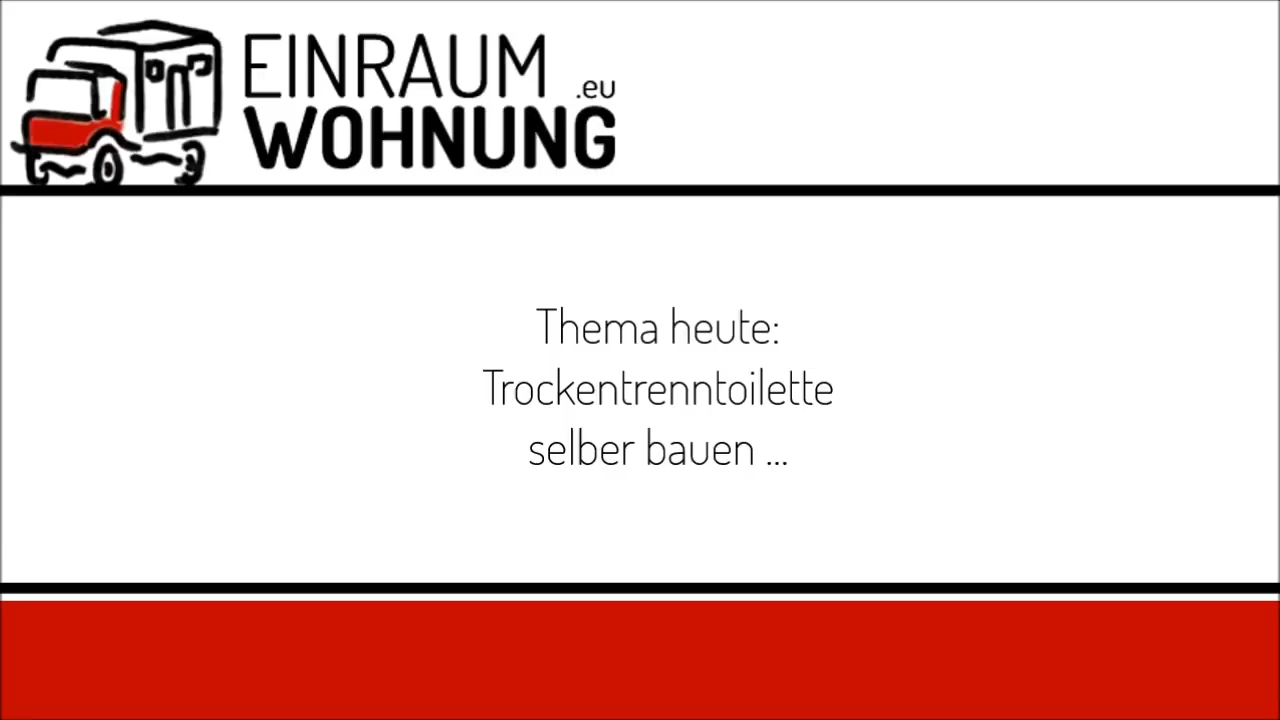 EINRAUM
.eu
WOHNUNG
Thema heute:
Trockentrenntoilette
selber bauen ...